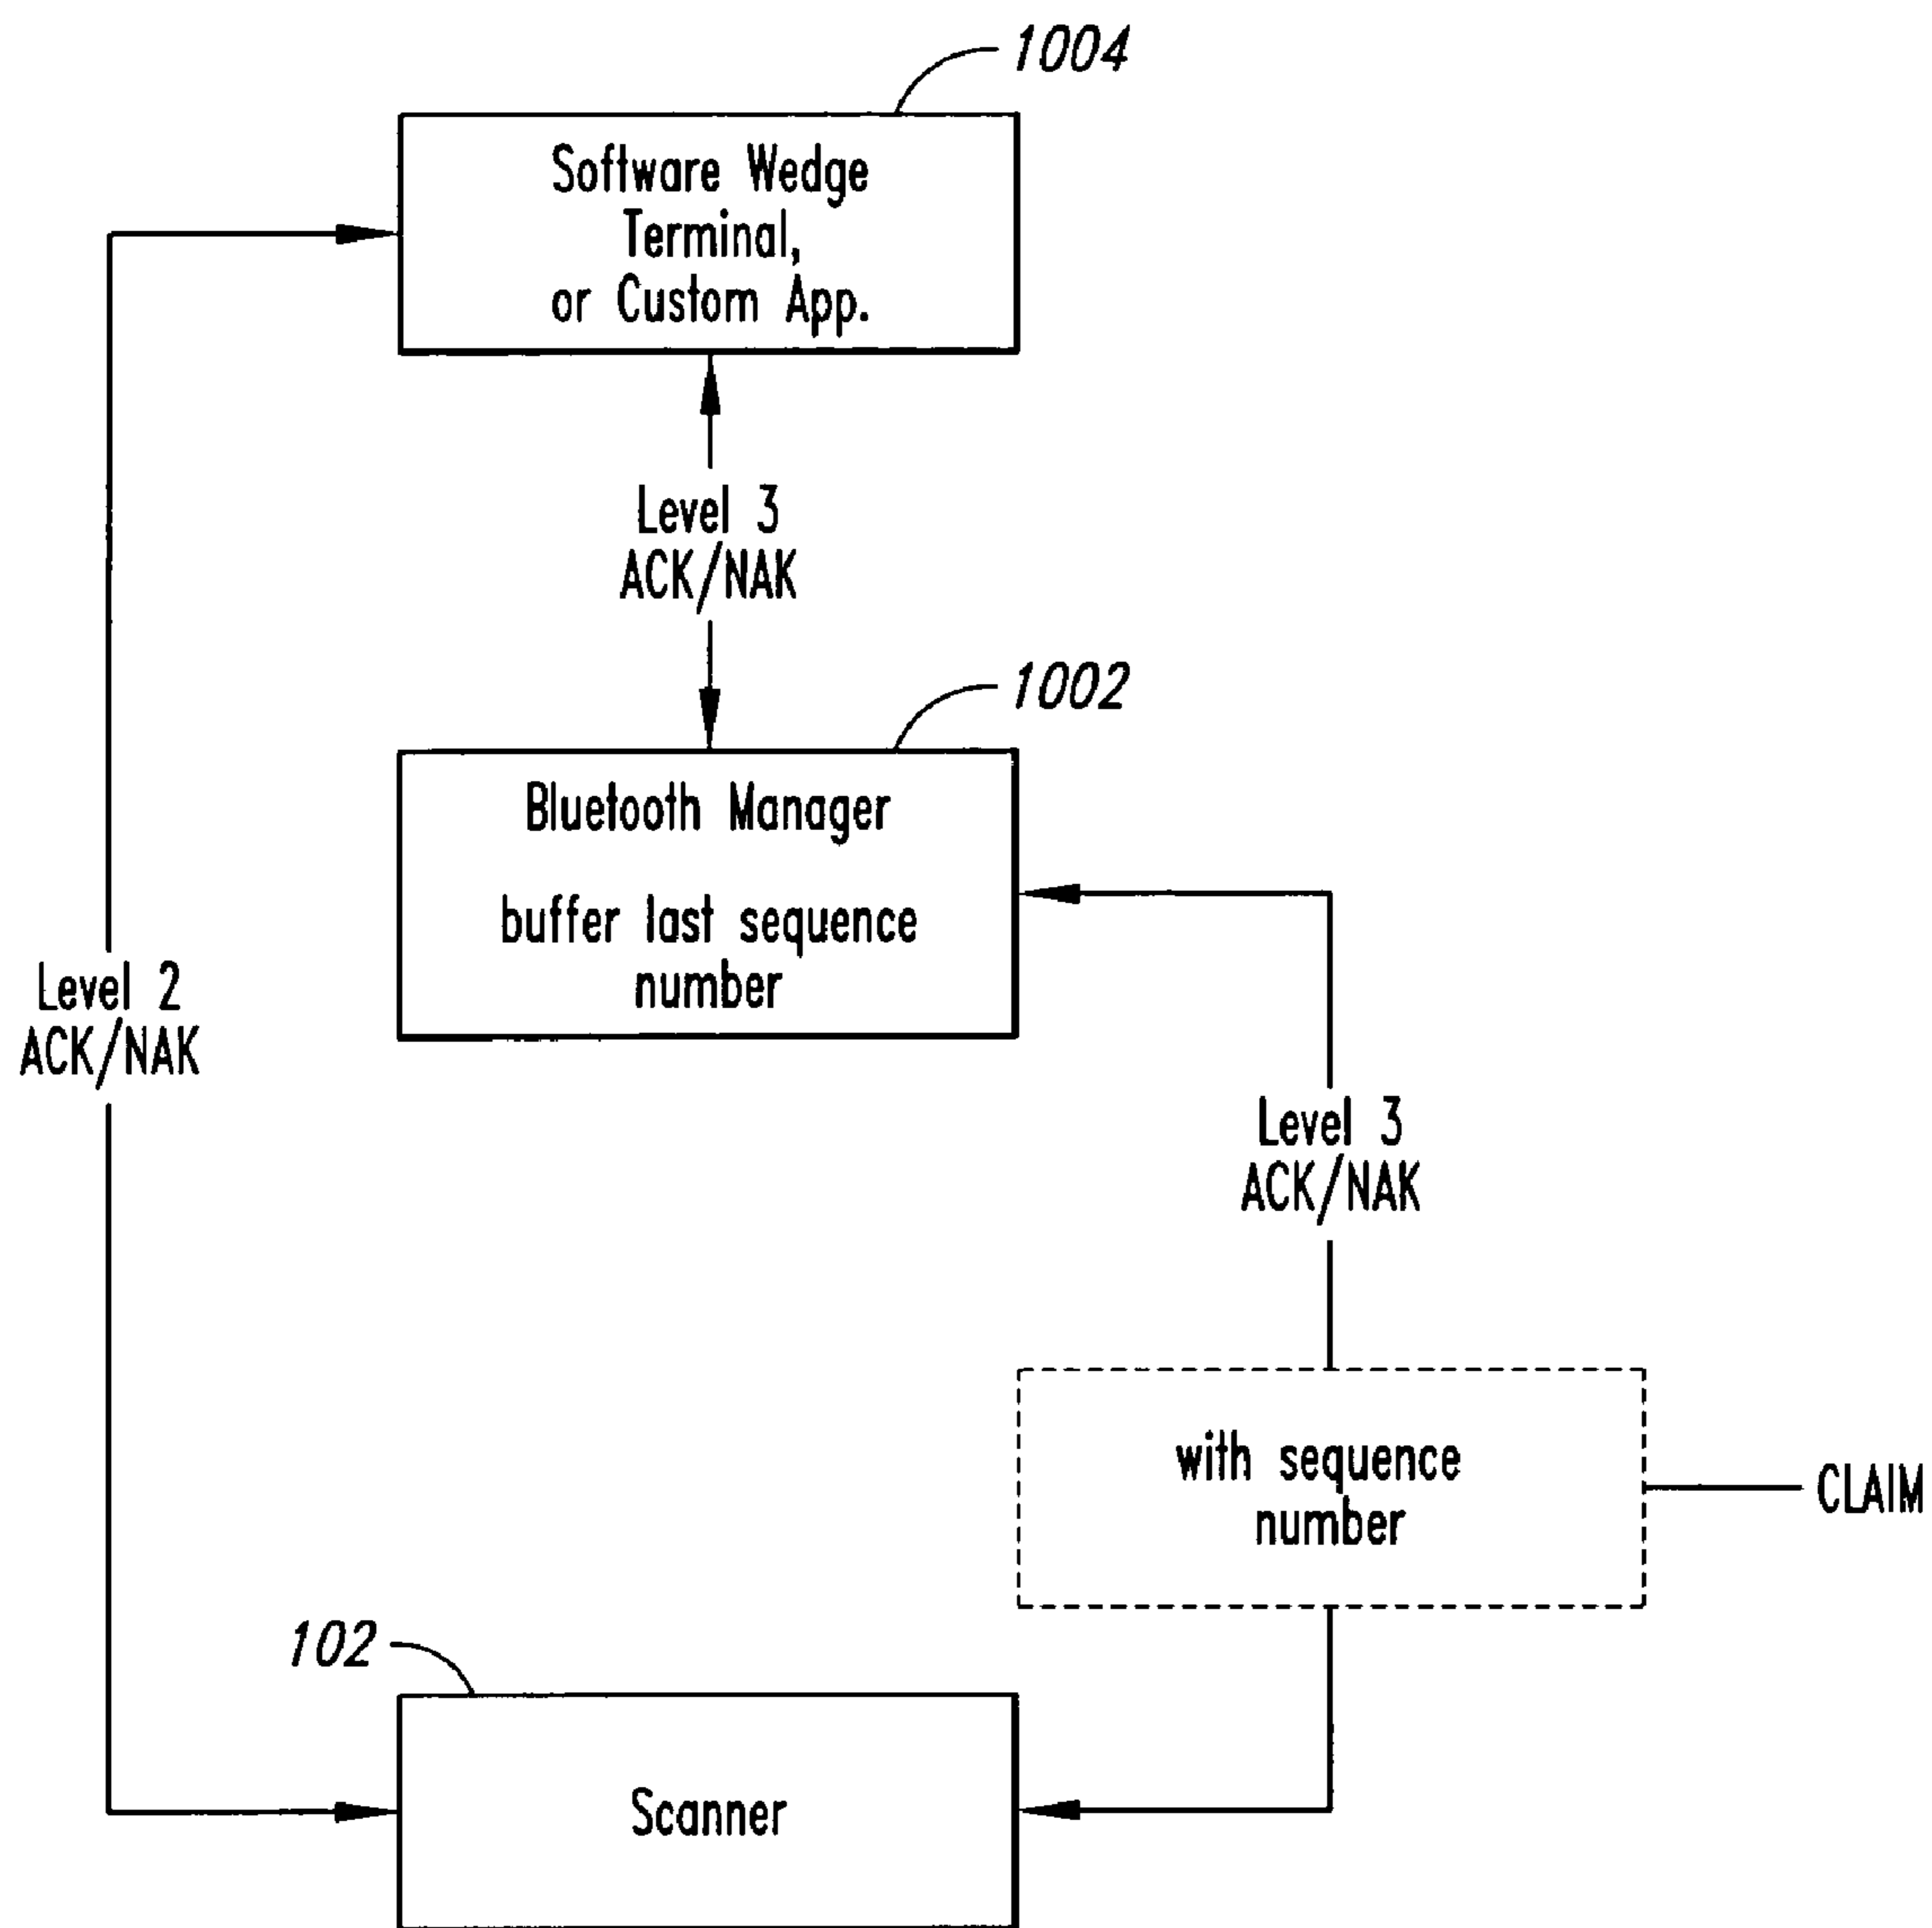 1004
Software Wedge
Terminal,
or Custom App.
Level 3
ACK/NAK
1002
Bluetooth Manager
buffer last sequence
number
Level 2
ACK/NAK
Level 3
ACK/NAK
with sequence
number
CLAIM
102
Scanner